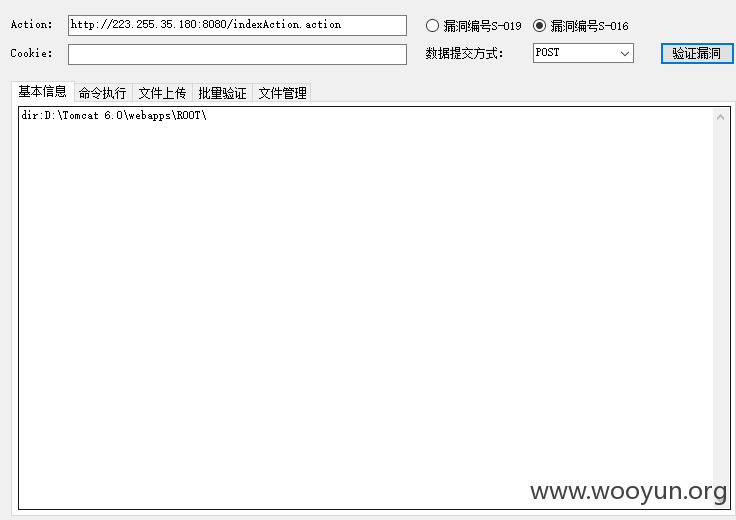 Action: http://223.255.35.180:8080/indexAction.action 漏洞编号S-019 漏洞编号S-016
Cookie: 数据提交方式: POST 验证漏洞
基本信息 命令执行 文件上传 批量验证 文件管理
dir:D:\Tomcat 6.0\webapps\ROOT\
www.wooyun.org